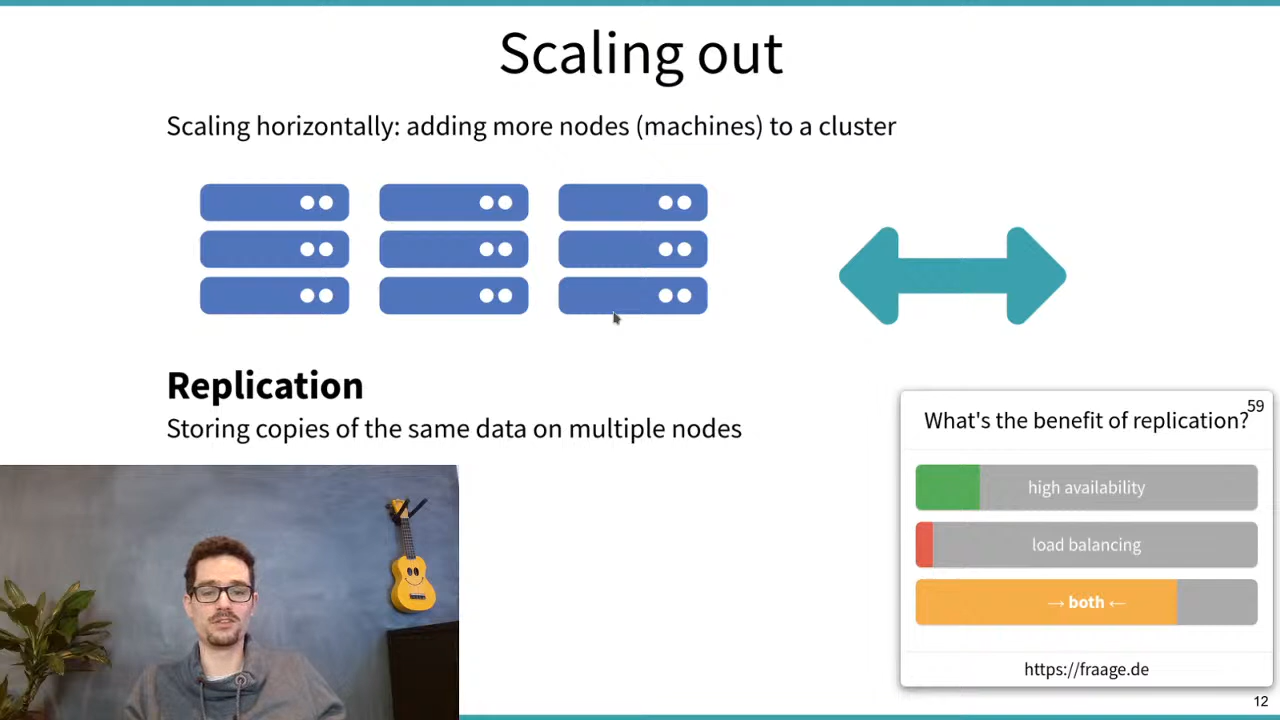 Scaling out
Scaling horizontally: adding more nodes (machines) to a cluster
Replication
Storing copies of the same data on multiple nodes
59
What's the benefit of replication?
high availability
load balancing
→ both ←
https://fraage.de
12